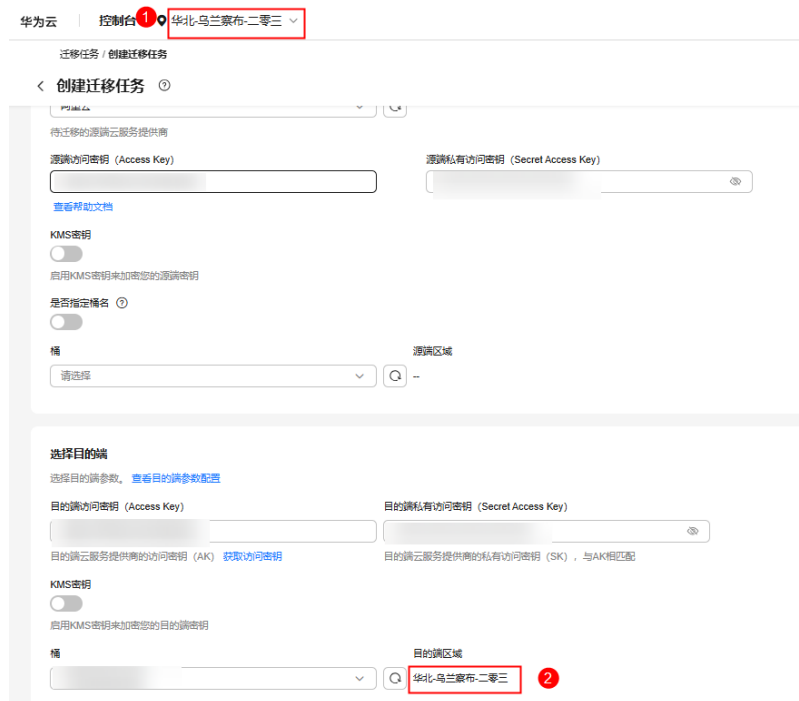 华为云 控制台 1 华北-乌兰察布-二零三
迁移任务 / 创建迁移任务
创建迁移任务
阿里云
待迁移的源端云服务提供商
源端访问密钥（Access Key） 源端私有访问密钥（Secret Access Key）
查看帮助文档
KMS密钥
启用KMS密钥来加密您的源端密钥
是否指定桶名
桶 源端区域
请选择 --
选择目的端
选择目的端参数。 查看目的端参数配置
目的端访问密钥（Access Key） 目的端私有访问密钥（Secret Access Key）
目的端云服务提供商的访问密钥（AK） 获取访问密钥 目的端云服务提供商的私有访问密钥（SK），与AK相匹配
KMS密钥
启用KMS密钥来加密您的目的端密钥
桶 目的端区域
华北-乌兰察布-二零三 2